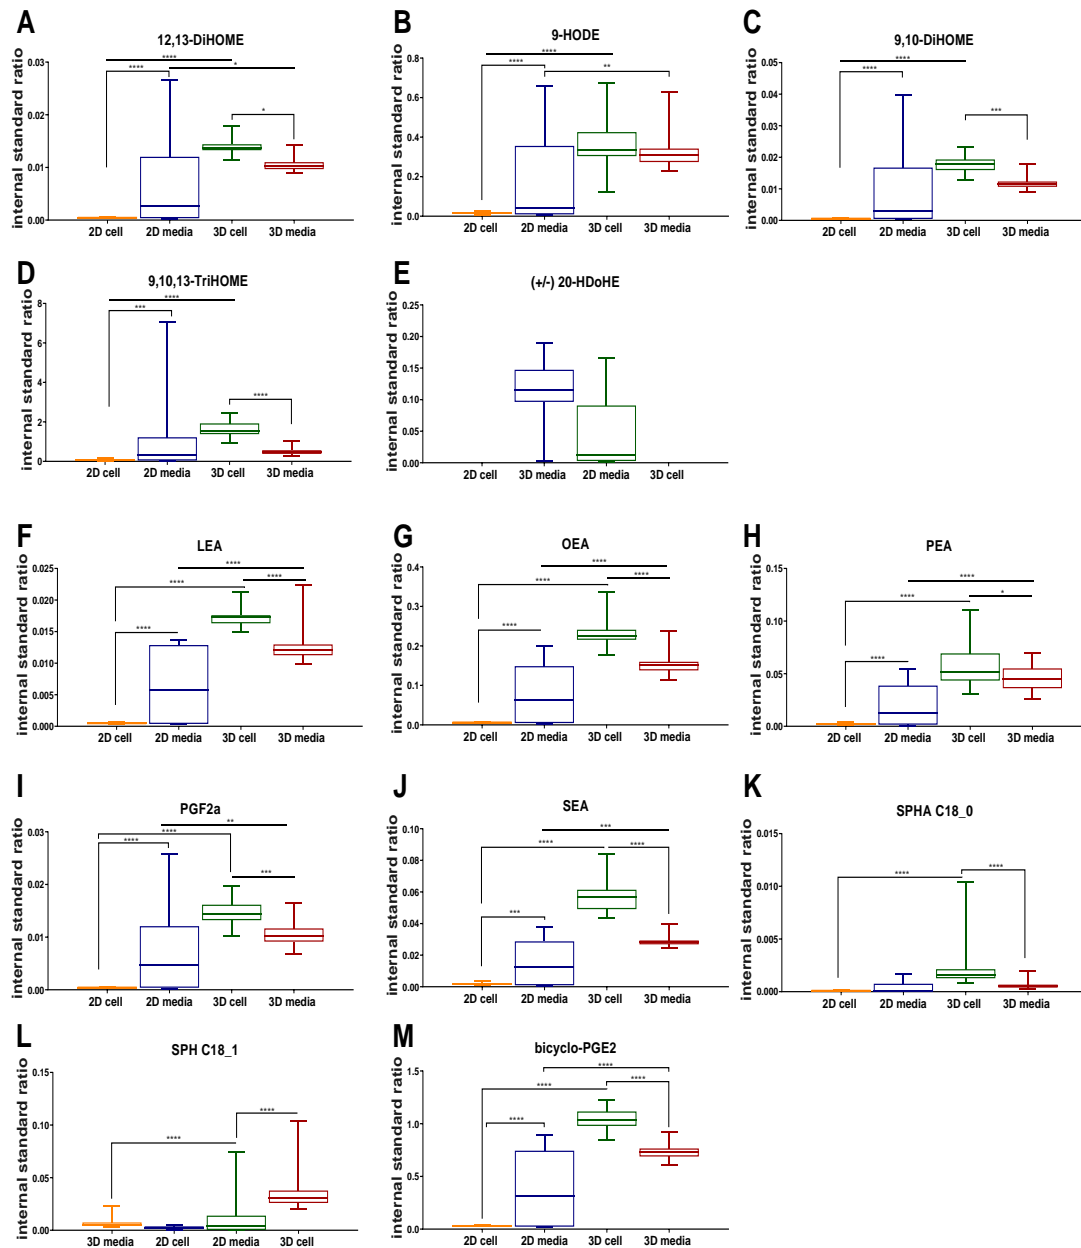 A
12,13-DiHOME
internal standard ratio
0.03
0.02
0.01
0.00
****
****
*
*
2D cell 2D media 3D cell 3D media
B
9-HODE
internal standard ratio
0.8
0.6
0.4
0.2
0.0
****
****
**
2D cell 2D media 3D cell 3D media
C
9,10-DiHOME
internal standard ratio
0.05
0.04
0.03
0.02
0.01
0.00
****
****
***
2D cell 2D media 3D cell 3D media
D
9,10,13-TriHOME
internal standard ratio
8
6
4
2
0
****
***
****
2D cell 2D media 3D cell 3D media
E
(+/-) 20-HDoHE
internal standard ratio
0.25
0.20
0.15
0.10
0.05
0.00
2D cell 3D media 2D media 3D cell
F
LEA
internal standard ratio
0.025
0.020
0.015
0.010
0.005
0.000
****
****
****
****
2D cell 2D media 3D cell 3D media
G
OEA
internal standard ratio
0.4
0.3
0.2
0.1
0.0
****
****
****
****
2D cell 2D media 3D cell 3D media
H
PEA
internal standard ratio
0.15
0.10
0.05
0.00
****
****
*
****
2D cell 2D media 3D cell 3D media
I
PGF2a
internal standard ratio
0.03
0.02
0.01
0.00
**
****
****
***
2D cell 2D media 3D cell 3D media
J
SEA
internal standard ratio
0.10
0.08
0.06
0.04
0.02
0.00
***
****
****
***
2D cell 2D media 3D cell 3D media
K
SPHA C18_0
internal standard ratio
0.015
0.010
0.005
0.000
****
****
2D cell 2D media 3D cell 3D media
L
SPH C18_1
internal standard ratio
0.15
0.10
0.05
0.00
****
****
3D media 2D cell 2D media 3D cell
M
bicyclo-PGE2
internal standard ratio
1.5
1.0
0.5
0.0
****
****
****
****
2D cell 2D media 3D cell 3D media